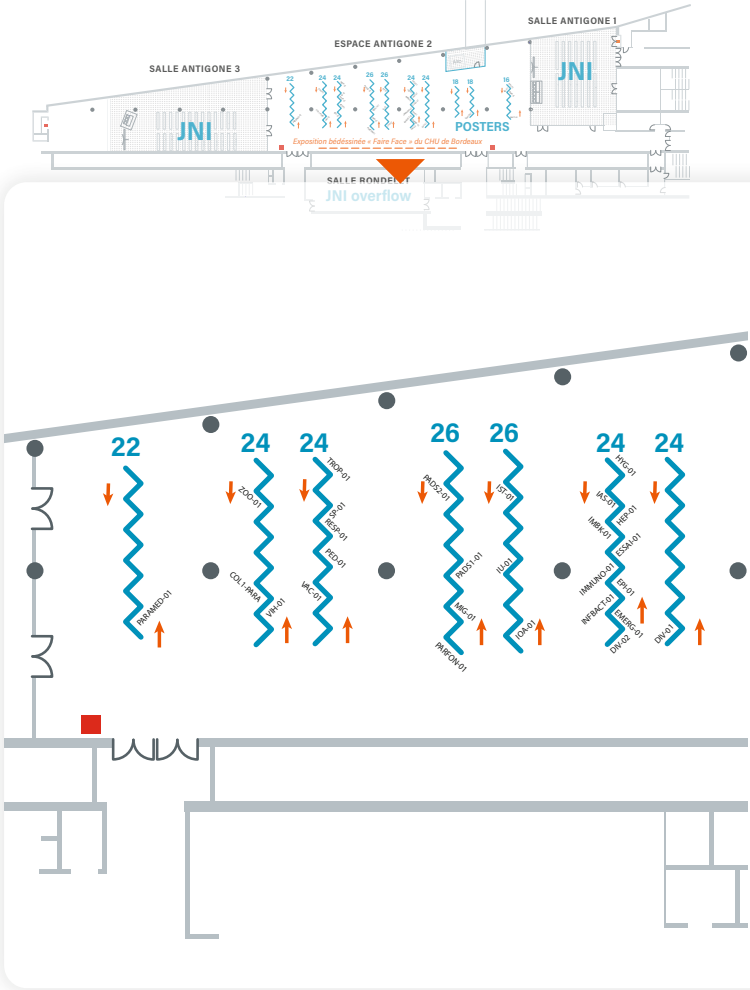 SALLE ANTIGONE 1
ESPACE ANTIGONE 2
SALLE ANTIGONE 3
JNI
22
24
24
26
26
24
24
18
18
16
JNI
POSTERS
Exposition bédéssinée « Faire Face » du CHU de Bordeaux
SALLE RONDELET
JNI overflow
22
24
24
26
26
24
24
TROP-01
HYG-01
ZOO-01
PADS2-01
IST-01
IAS-01
SP-01
HEP-01
RESP-01
IMRK-01
ESSAI-01
PED-01
PADS1-01
IU-01
COL1-PARA
VAC-01
IMMUNO-01
EPI-01
PARAMED-01
VIH-01
MIG-01
INFBACT-01
IOA-01
EMERG-01
DIV-01
PARFON-01
DIV-02